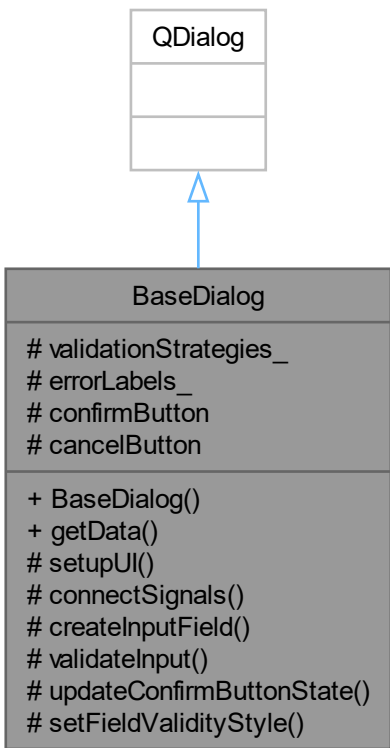 QDialog
BaseDialog
# validationStrategies_
# errorLabels_
# confirmButton
# cancelButton
+ BaseDialog()
+ getData()
# setupUI()
# connectSignals()
# createInputField()
# validateInput()
# updateConfirmButtonState()
# setFieldValidityStyle()